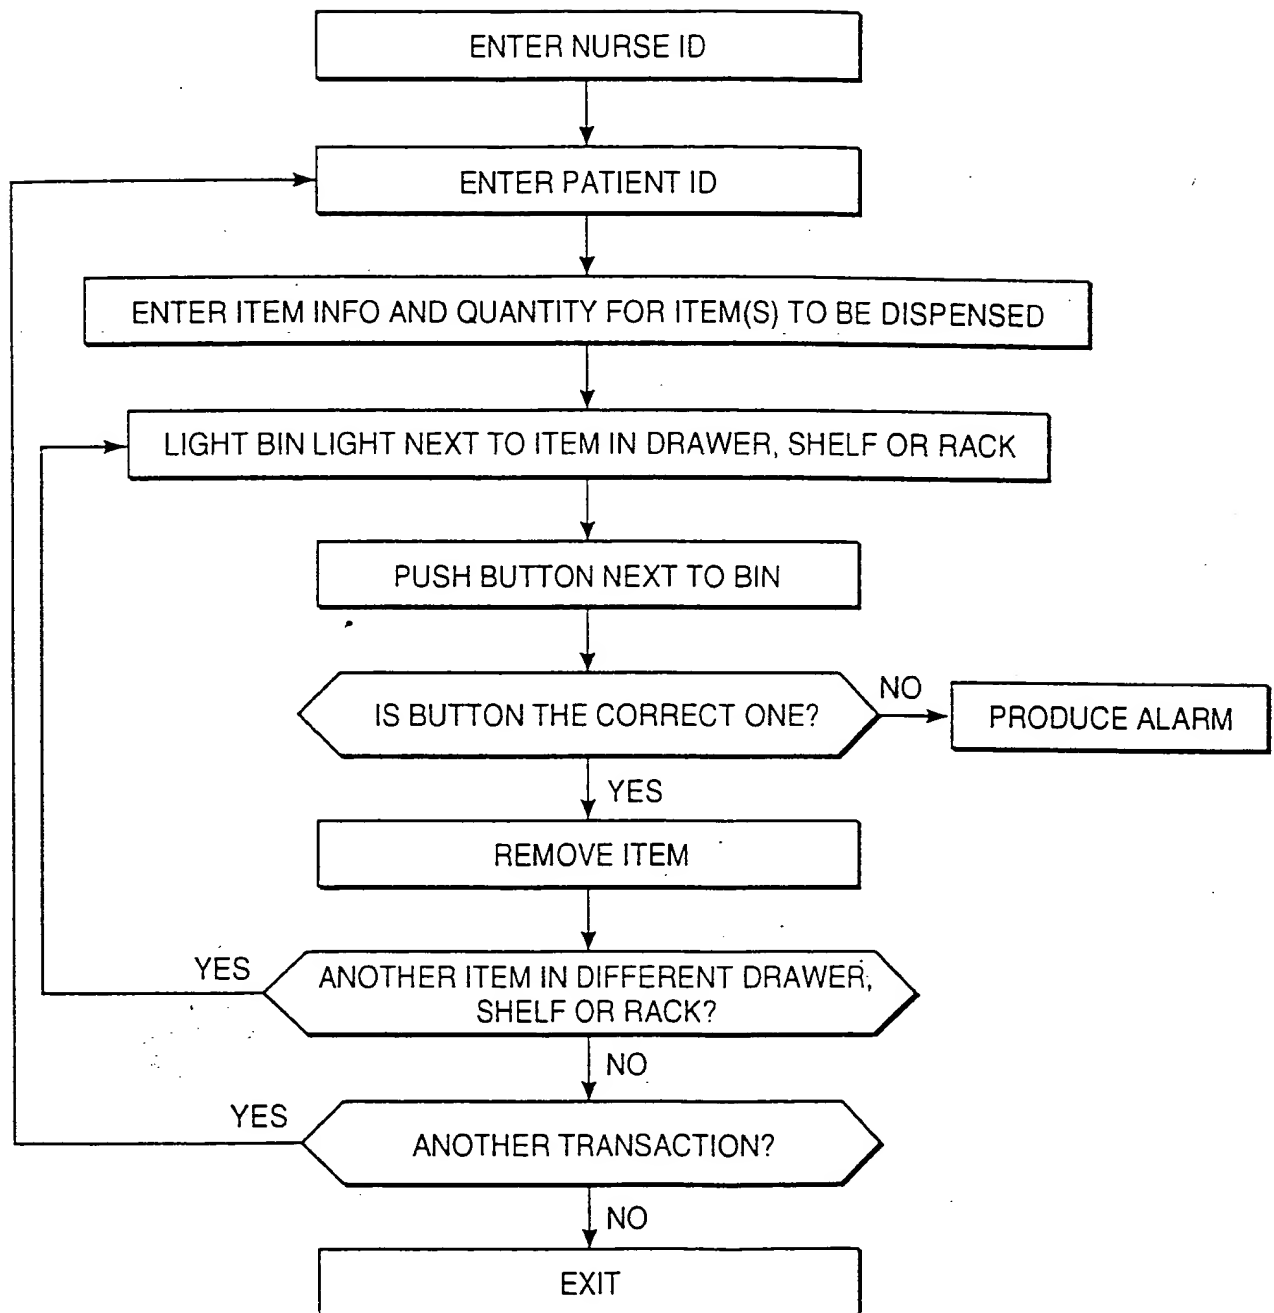 ENTER NURSE ID
ENTER PATIENT ID
ENTER ITEM INFO AND QUANTITY FOR ITEM(S) TO BE DISPENSED
LIGHT BIN LIGHT NEXT TO ITEM IN DRAWER, SHELF OR RACK
PUSH BUTTON NEXT TO BIN
IS BUTTON THE CORRECT ONE?
NO
PRODUCE ALARM
YES
REMOVE ITEM
YES
ANOTHER ITEM IN DIFFERENT DRAWER,
SHELF OR RACK?
NO
YES
ANOTHER TRANSACTION?
NO
EXIT